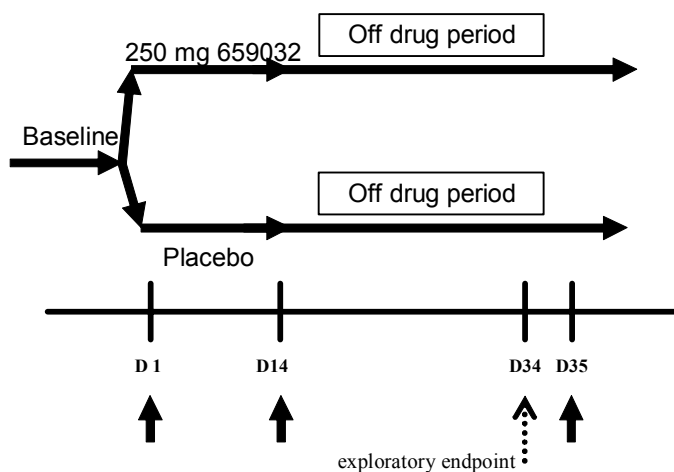 Off drug period
250 mg 659032
Baseline
Off drug period
Placebo
D 1 D14 D34 D35
exploratory endpoint